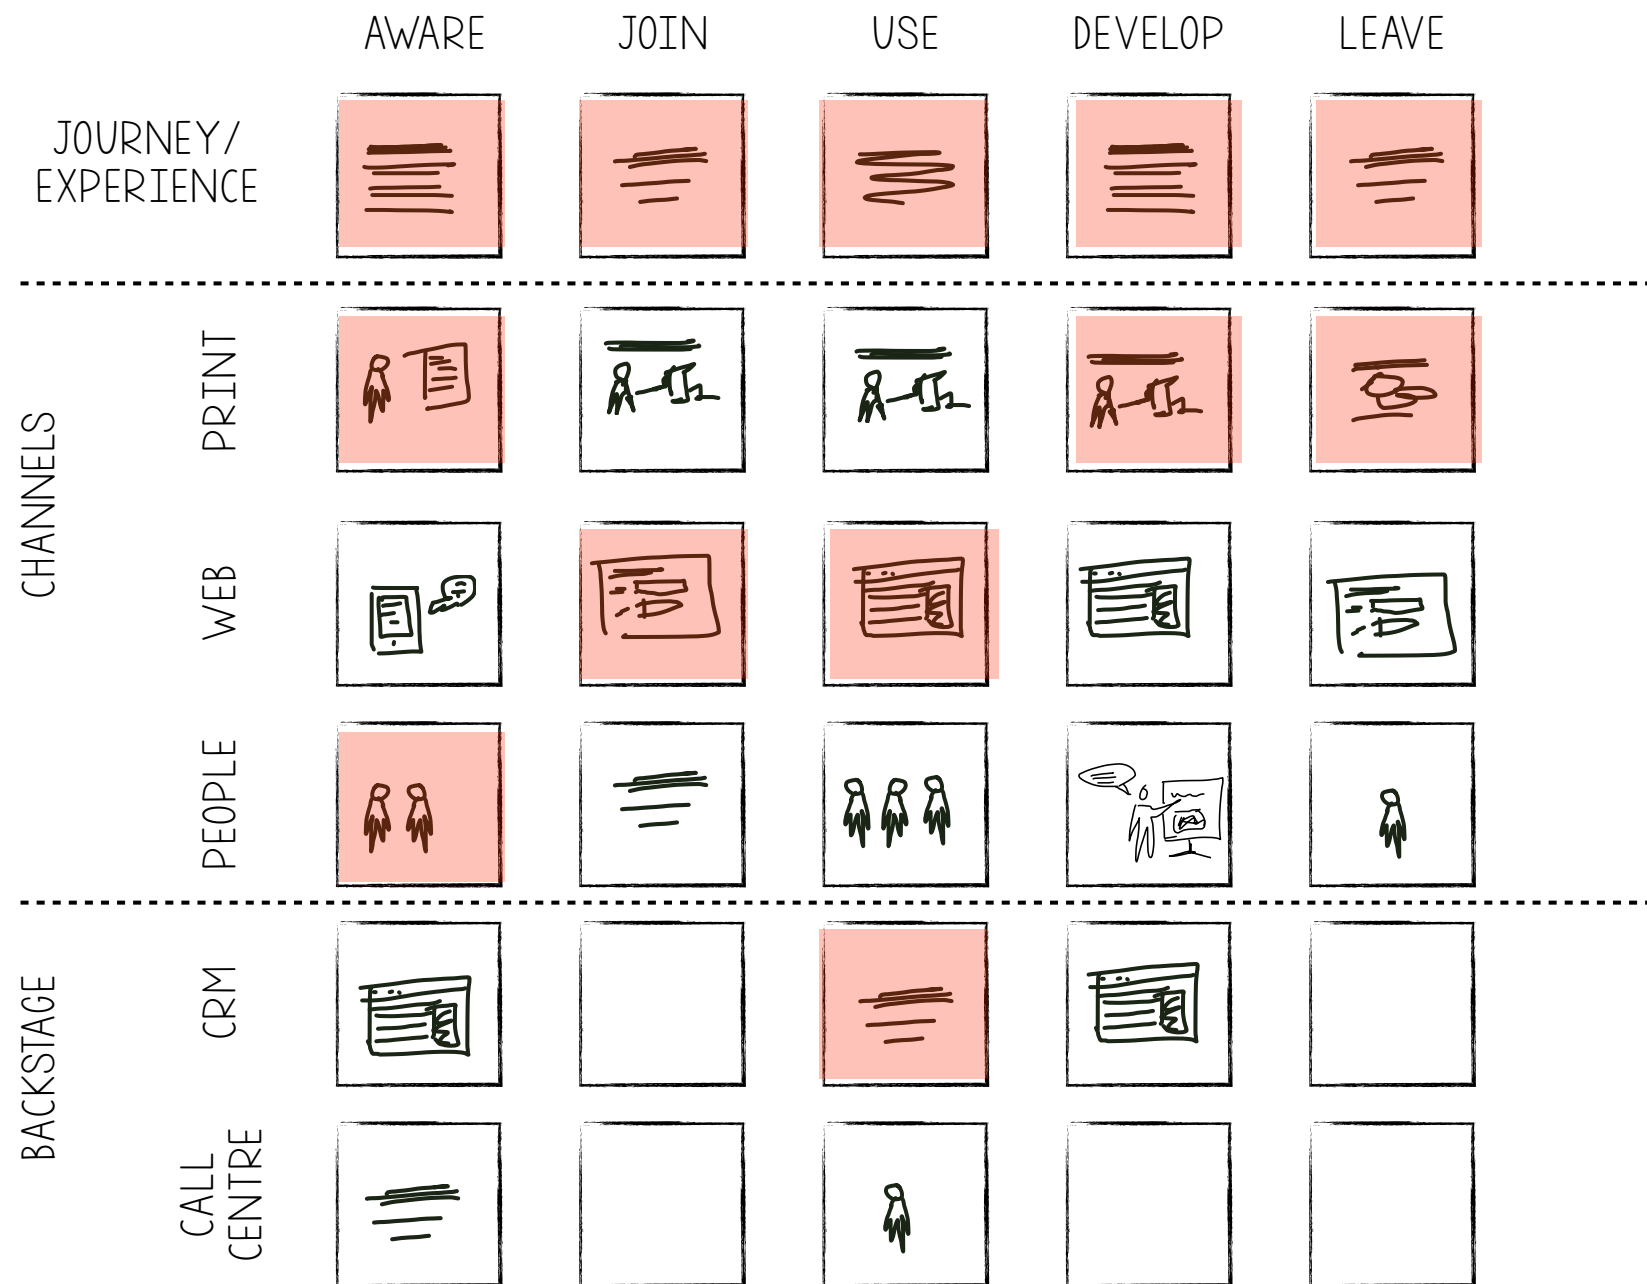 AWARE JOIN USE DEVELOP LEAVE
JOURNEY/
EXPERIENCE
CHANNELS
PRINT
WEB
PEOPLE
BACKSTAGE
CRM
CALL
CENTRE